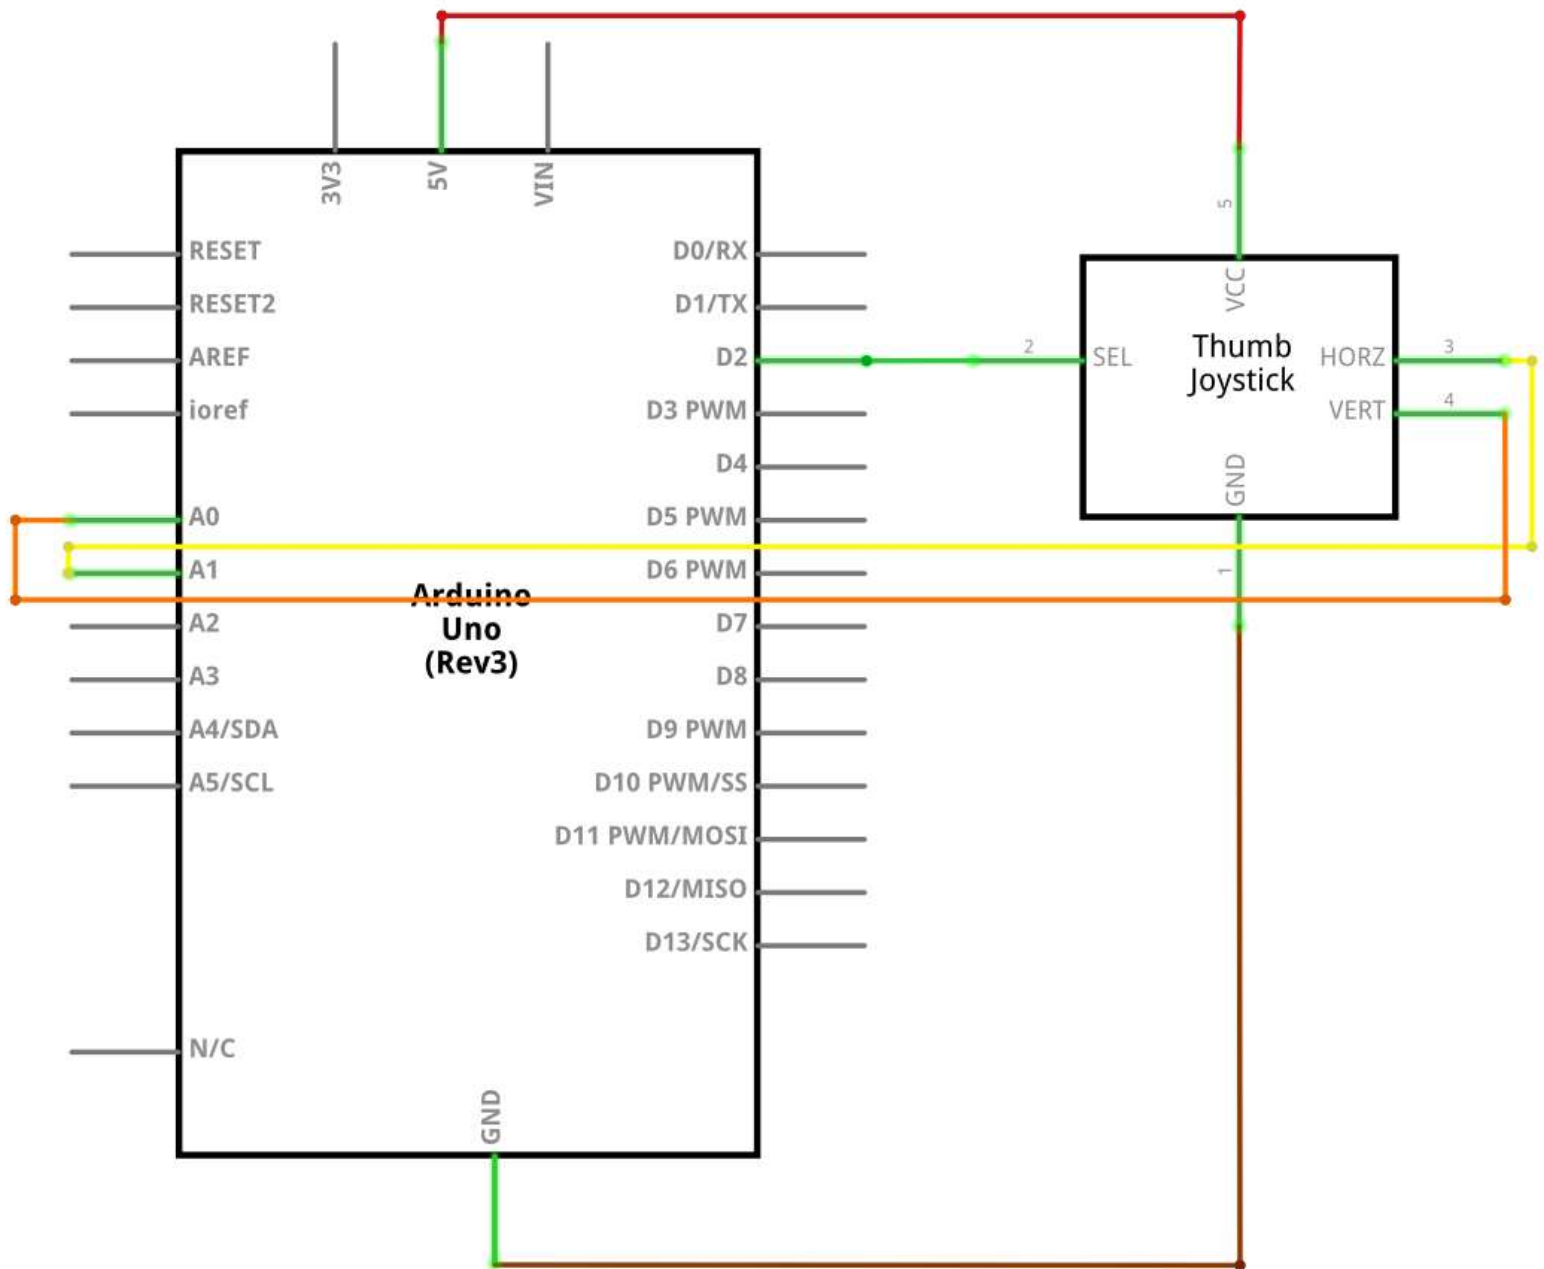 3V3
5V
VIN
RESET
RESET2
AREF
ioref
A0
A1
A2
A3
A4/SDA
A5/SCL
N/C
Arduino
Uno
(Rev3)
GND
D0/RX
D1/TX
D2
D3 PWM
D4
D5 PWM
D6 PWM
D7
D8
D9 PWM
D10 PWM/SS
D11 PWM/MOSI
D12/MISO
D13/SCK
5
VCC
2
SEL
Thumb
Joystick
HORZ
3
VERT
4
GND
1